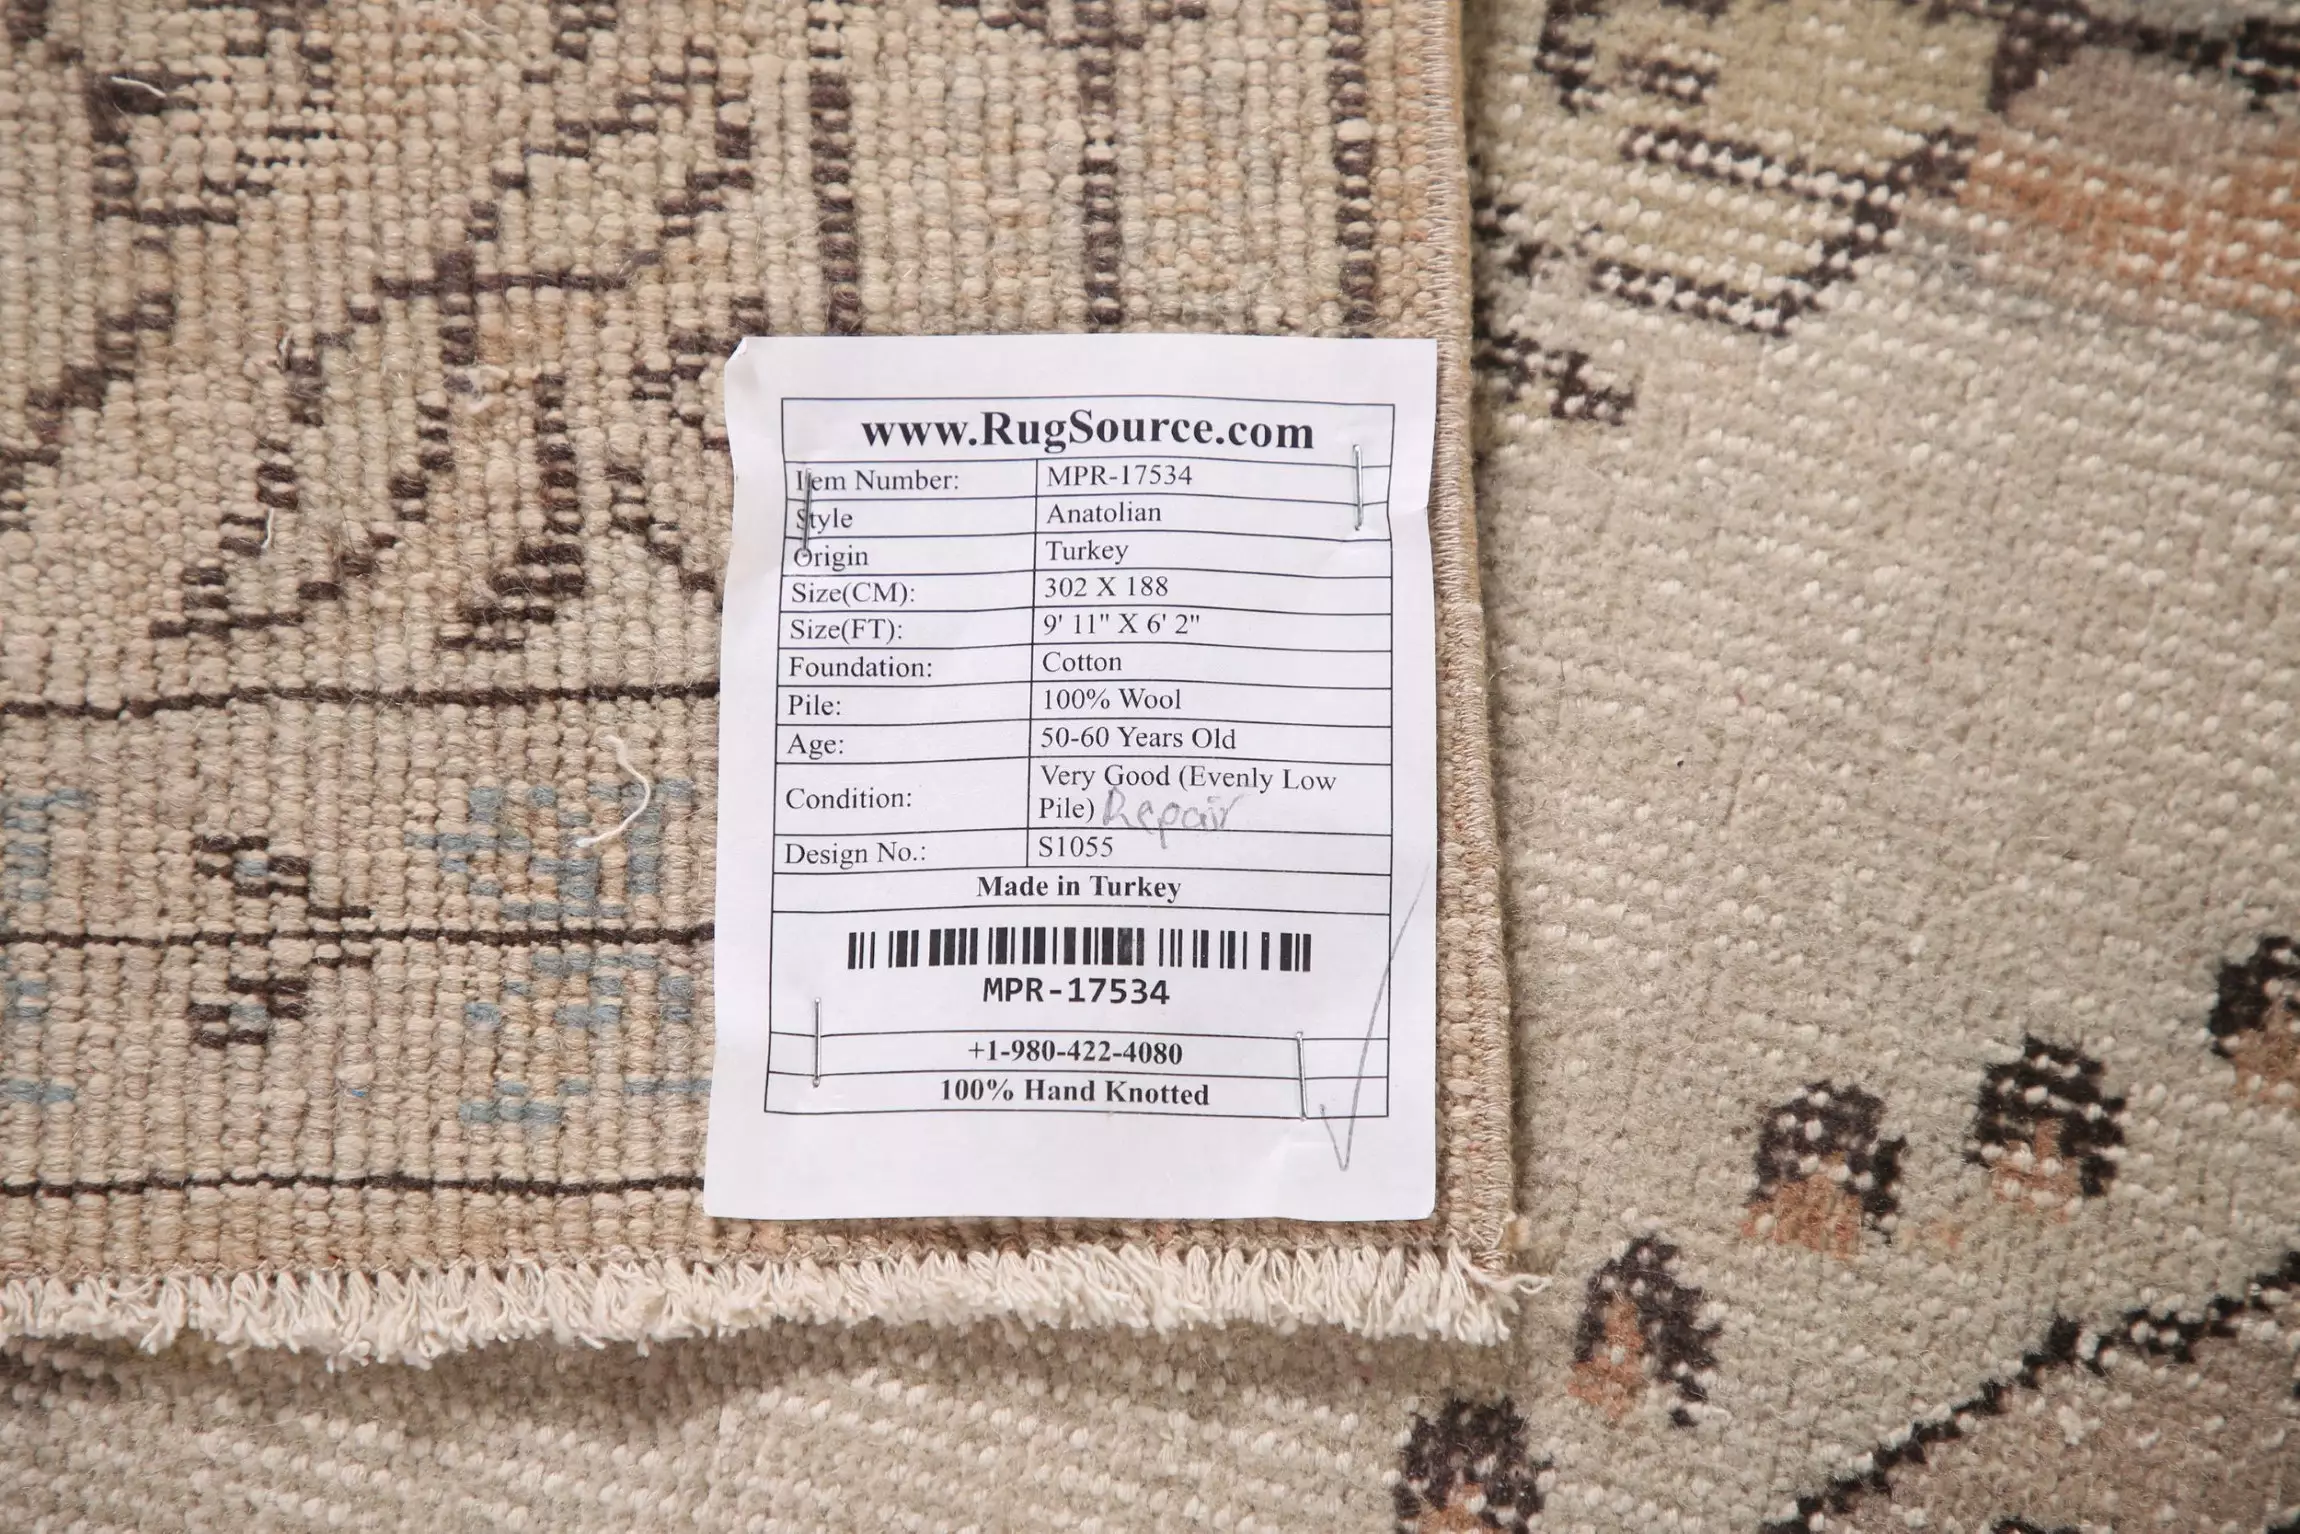 www.RugSource.com
Item Number: MPR-17534
Style Anatolian
Origin Turkey
Size(CM): 302 X 188
Size(FT): 9' 11" X 6' 2"
Foundation: Cotton
Pile: 100% Wool
Age: 50-60 Years Old
Condition: Very Good (Evenly Low
Pile) Repair
Design No.: S1055
Made in Turkey
MPR-17534
+1-980-422-4080
100% Hand Knotted